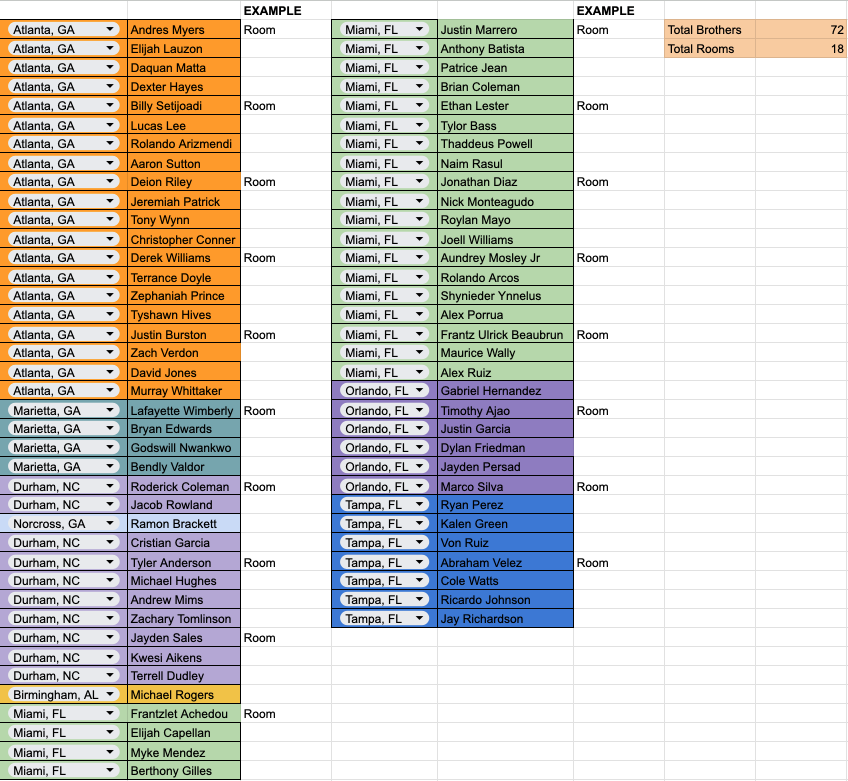 EXAMPLE EXAMPLE
Atlanta, GA Andres Myers Room Miami, FL Justin Marrero Room Total Brothers 72
Atlanta, GA Elijah Lauzon Miami, FL Anthony Batista Total Rooms 18
Atlanta, GA Daquan Matta Miami, FL Patrice Jean
Atlanta, GA Dexter Hayes Miami, FL Brian Coleman
Atlanta, GA Billy Setijoadi Room Miami, FL Ethan Lester Room
Atlanta, GA Lucas Lee Miami, FL Tylor Bass
Atlanta, GA Rolando Arizmendi Miami, FL Thaddeus Powell
Atlanta, GA Aaron Sutton Miami, FL Naim Rasul
Atlanta, GA Deion Riley Room Miami, FL Jonathan Diaz Room
Atlanta, GA Jeremiah Patrick Miami, FL Nick Monteagudo
Atlanta, GA Tony Wynn Miami, FL Roylan Mayo
Atlanta, GA Christopher Conner Miami, FL Joell Williams
Atlanta, GA Derek Williams Room Miami, FL Aundrey Mosley Jr Room
Atlanta, GA Terrance Doyle Miami, FL Rolando Arcos
Atlanta, GA Zephaniah Prince Miami, FL Shynieder Ynnelus
Atlanta, GA Tyshawn Hives Miami, FL Alex Porrua
Atlanta, GA Justin Burston Room Miami, FL Frantz Ulrick Beaubrun Room
Atlanta, GA Zach Verdon Miami, FL Maurice Wally
Atlanta, GA David Jones Miami, FL Alex Ruiz
Atlanta, GA Murray Whittaker Orlando, FL Gabriel Hernandez
Marietta, GA Lafayette Wimberly Room Orlando, FL Timothy Ajao Room
Marietta, GA Bryan Edwards Orlando, FL Justin Garcia
Marietta, GA Godswill Nwankwo Orlando, FL Dylan Friedman
Marietta, GA Bendly Valdor Orlando, FL Jayden Persad
Durham, NC Roderick Coleman Room Orlando, FL Marco Silva Room
Durham, NC Jacob Rowland Tampa, FL Ryan Perez
Norcross, GA Ramon Brackett Tampa, FL Kalen Green
Durham, NC Cristian Garcia Tampa, FL Von Ruiz
Durham, NC Tyler Anderson Room Tampa, FL Abraham Velez Room
Durham, NC Michael Hughes Tampa, FL Cole Watts
Durham, NC Andrew Mims Tampa, FL Ricardo Johnson
Durham, NC Zachary Tomlinson Tampa, FL Jay Richardson
Durham, NC Jayden Sales Room
Durham, NC Kwesi Aikens
Durham, NC Terrell Dudley
Birmingham, AL Michael Rogers
Miami, FL Frantzlet Achedou Room
Miami, FL Elijah Capellan
Miami, FL Myke Mendez
Miami, FL Berthony Gilles